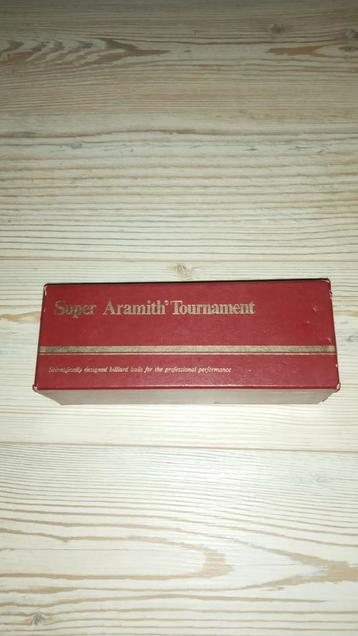 Super Aramith® Tournament
Scientifically designed billiard balls for the professional performance